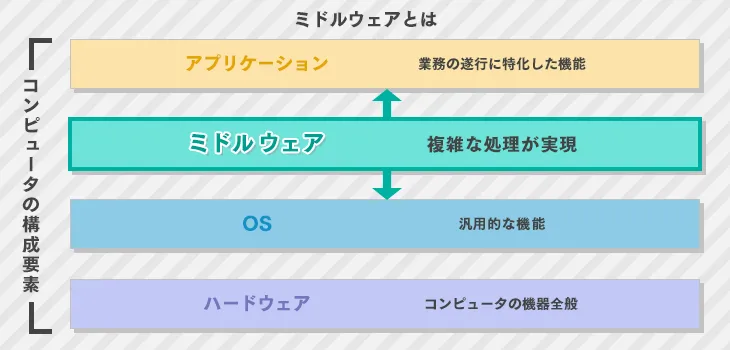 ミドルウェアとは
コンピュータの構成要素
アプリケーション 業務の遂行に特化した機能
ミドルウェア 複雑な処理が実現
OS 汎用的な機能
ハードウェア コンピュータの機器全般